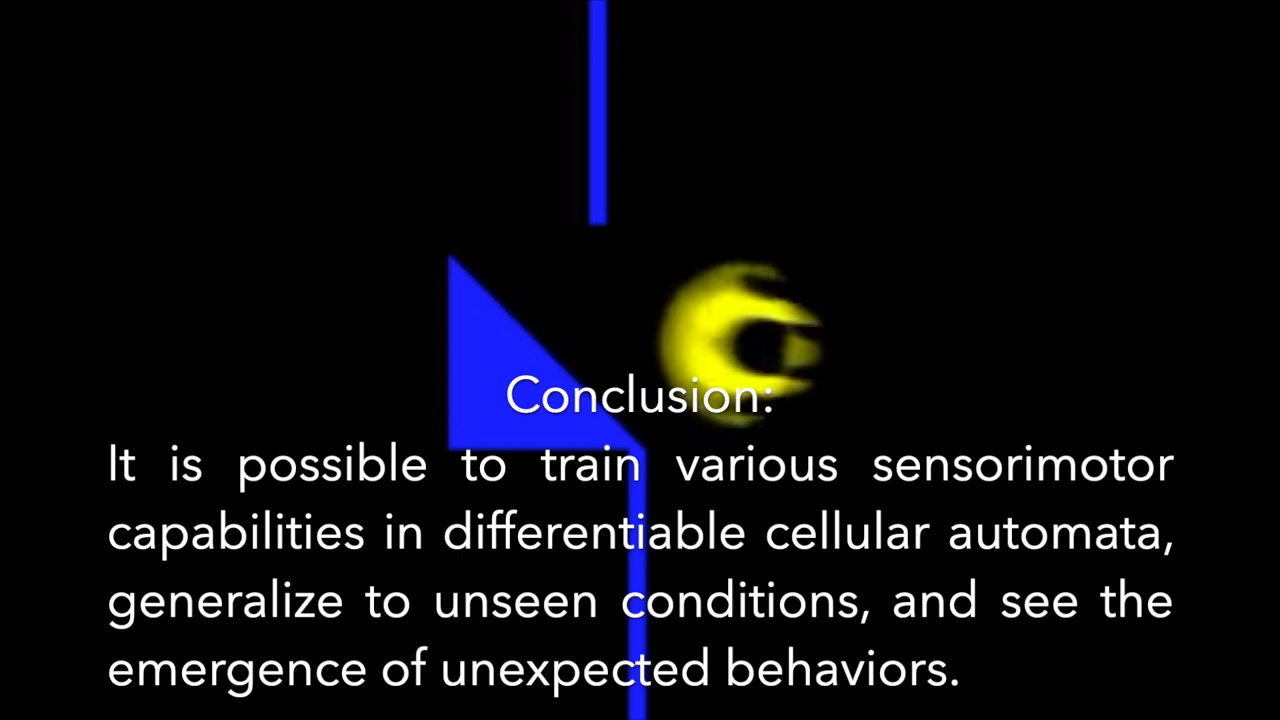 Conclusion:
It is possible to train various sensorimotor
capabilities in differentiable cellular automata,
generalize to unseen conditions, and see the
emergence of unexpected behaviors.